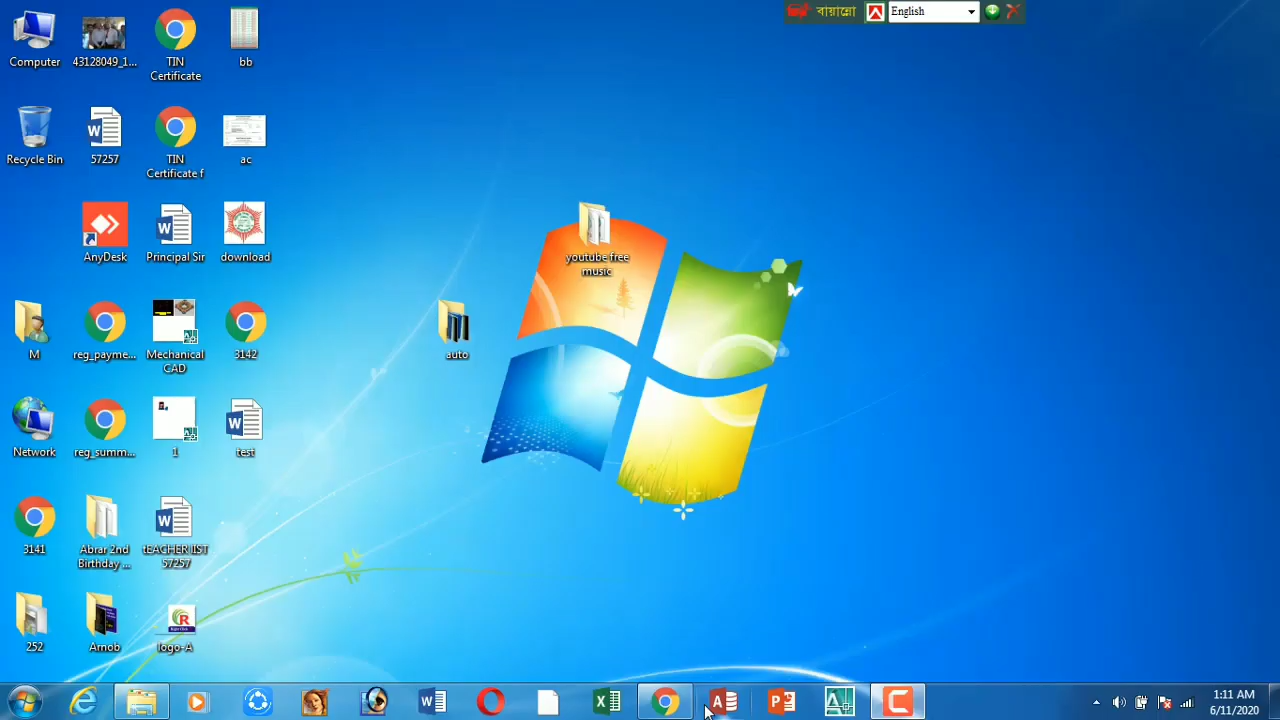 বায়ান্নো English
Computer
43128049_1...
TIN
Certificate
bb
Recycle Bin
57257
TIN
Certificate f
ac
AnyDesk
Principal Sir
download
youtube free
music
M
reg_payme...
Mechanical
CAD
3142
auto
Network
reg_summ...
1
test
3141
Abrar 2nd
Birthday ...
tEACHER lIST
57257
252
Arnob
logo-A
1:11 AM
6/11/2020